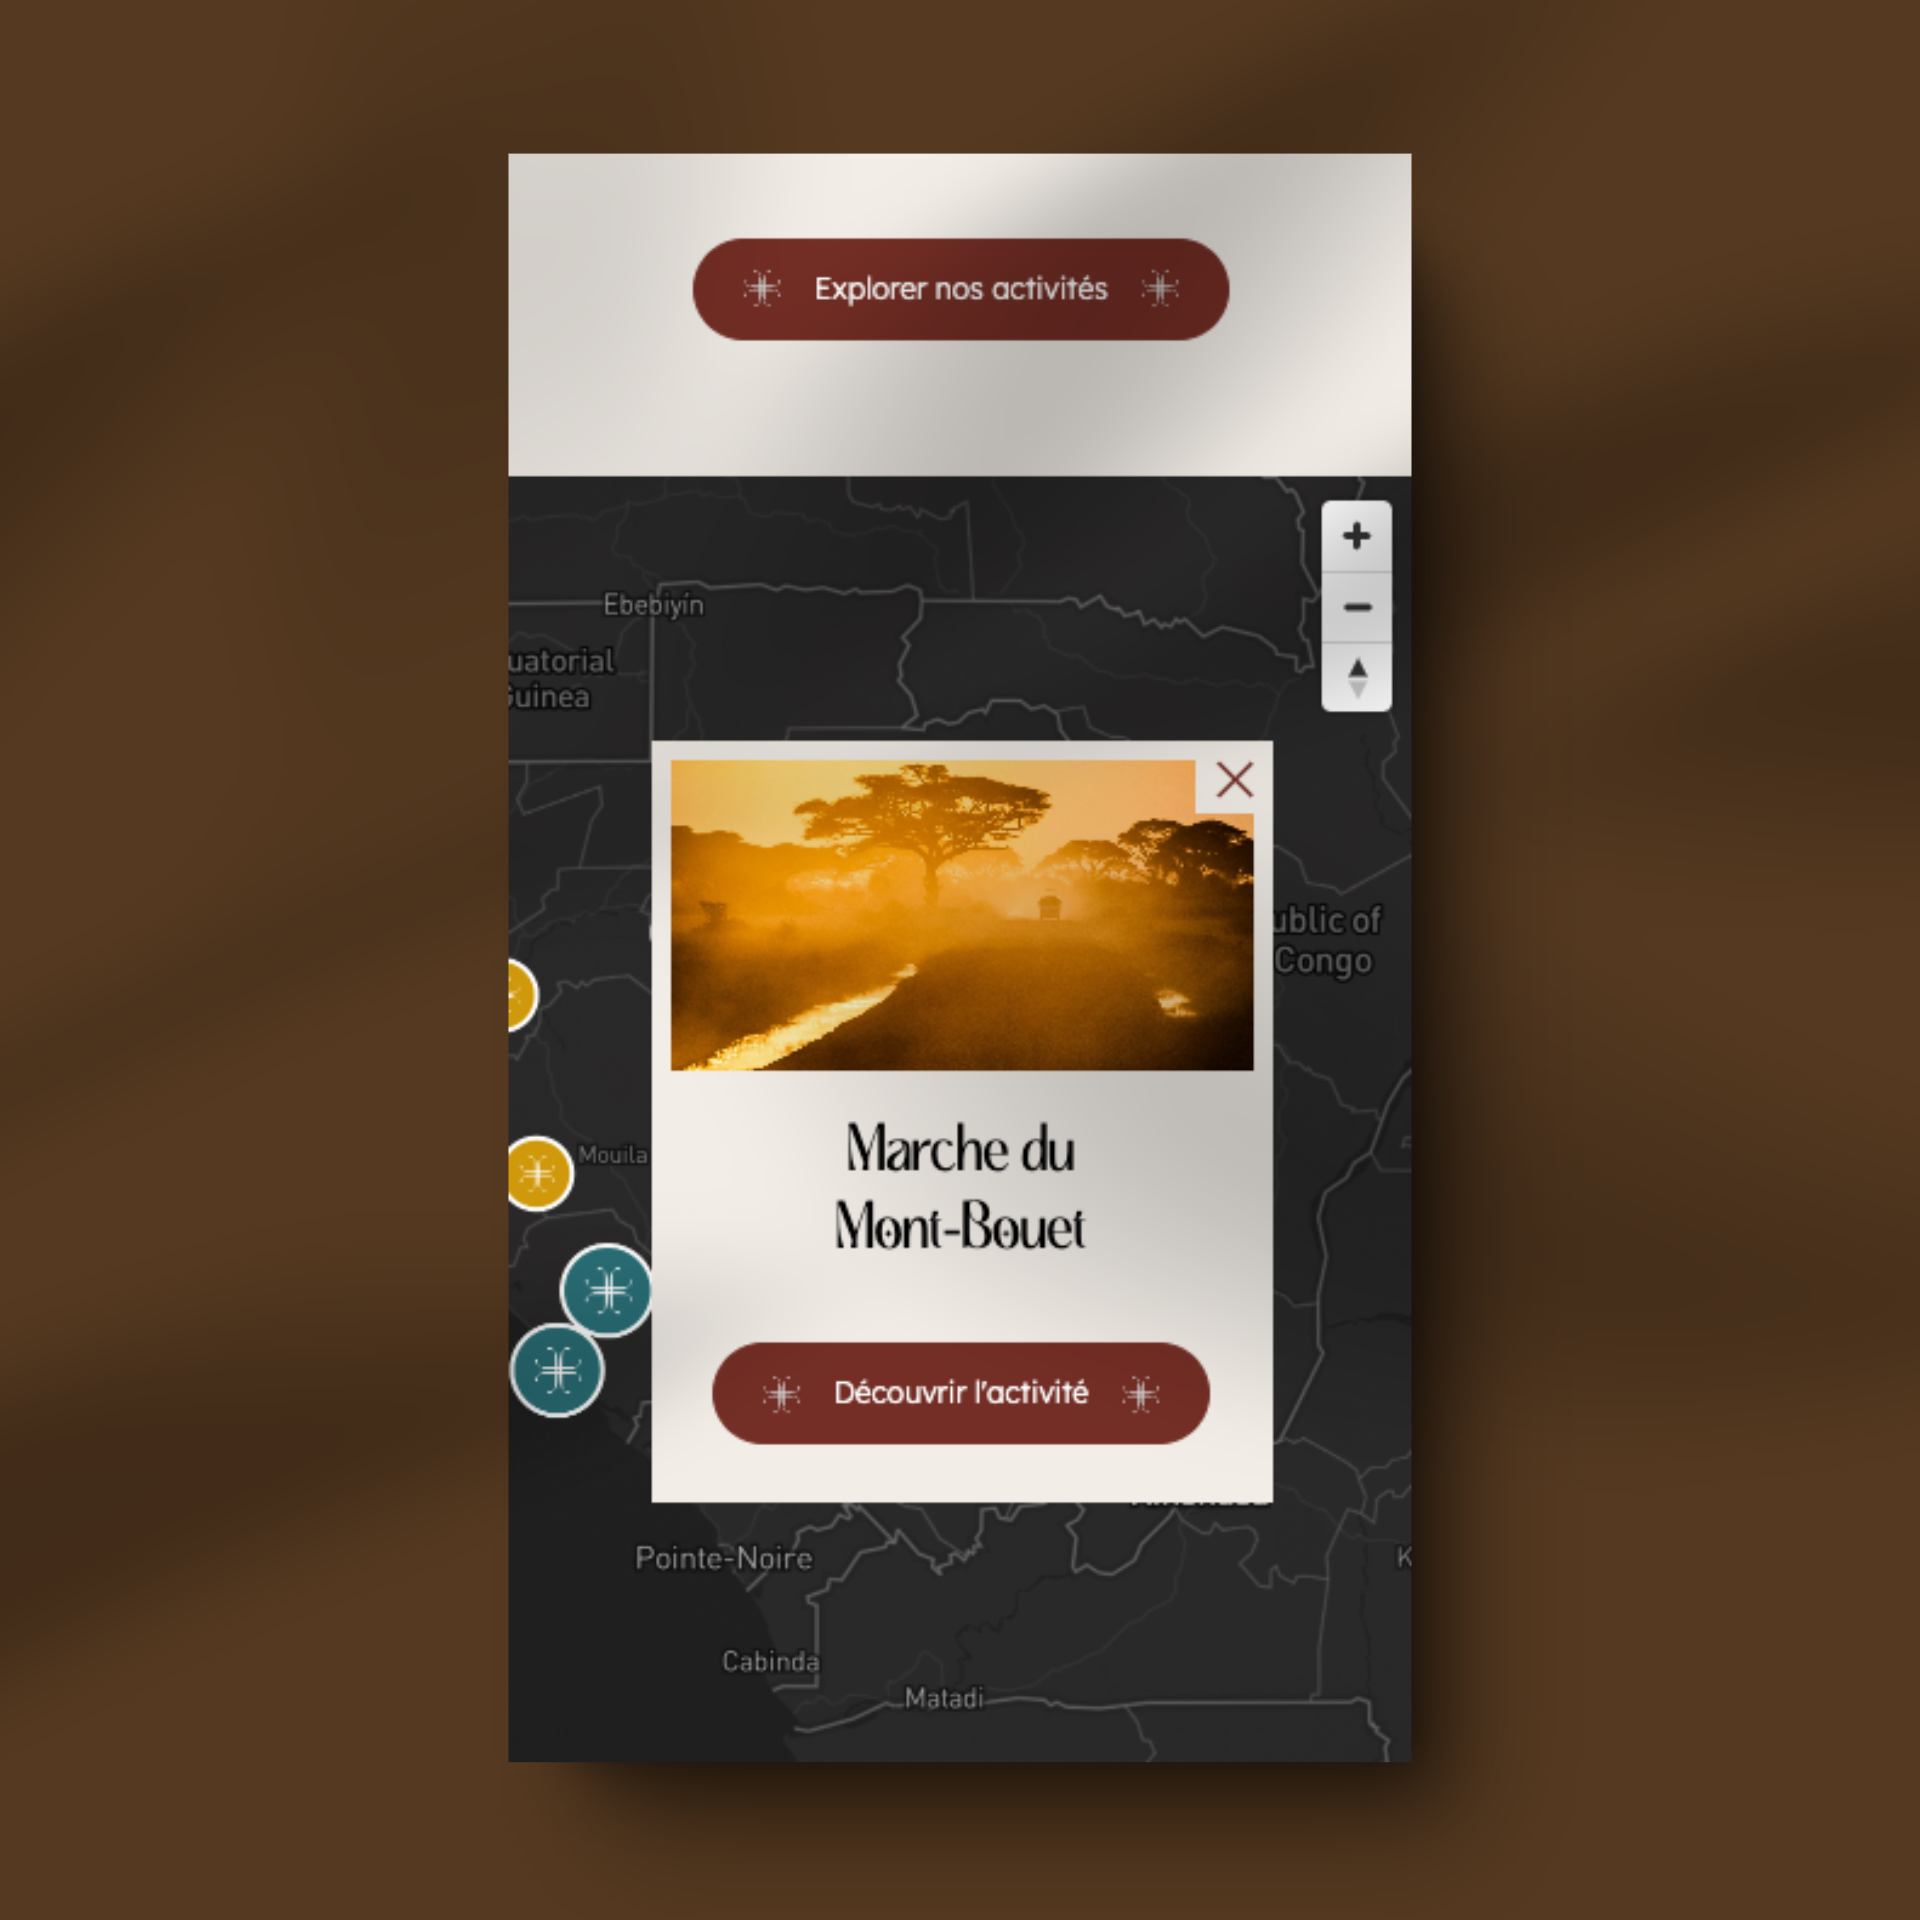 Explorer nos activités
Ebebiyín
uatorial
Guinea
ublic of
Congo
Marche du
Mouila
Mont-Bouet
Découvrir l'activité
Pointe-Noire
K
Cabinda
Matadi